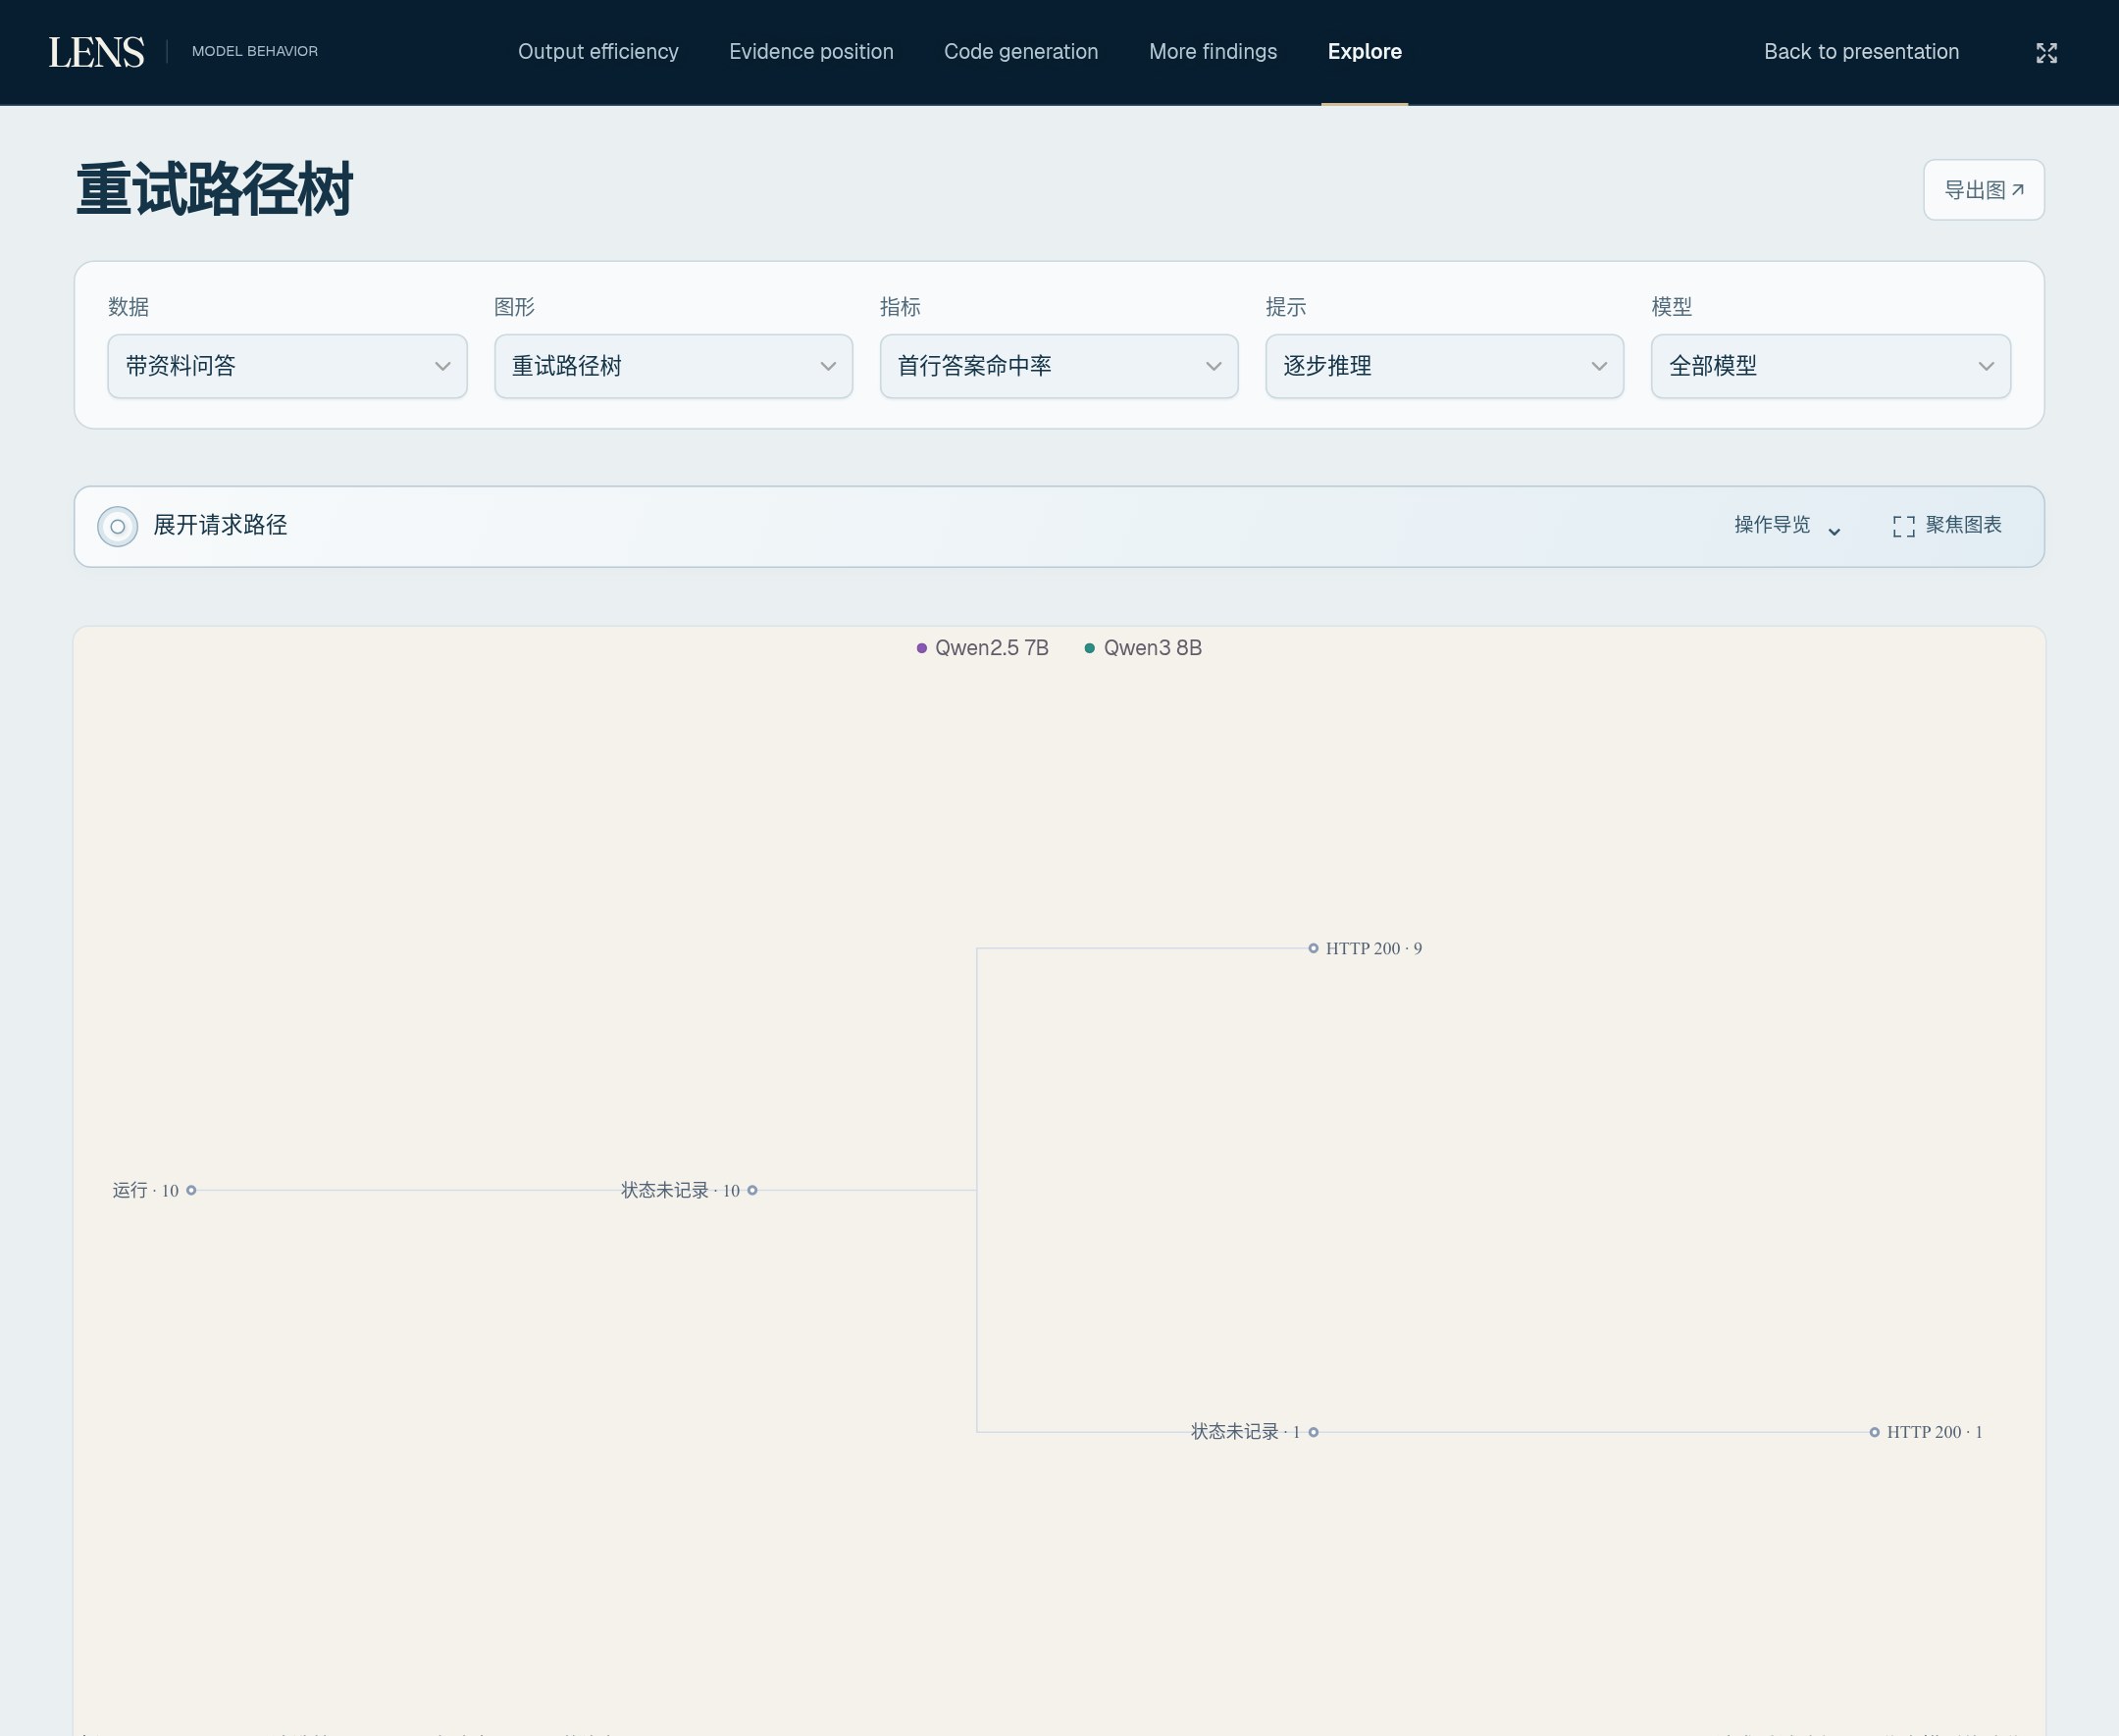 LENS MODEL BEHAVIOR Output efficiency Evidence position Code generation More findings Explore Back to presentation
重试路径树
导出图
数据 图形 指标 提示 模型
带资料问答 重试路径树 首行答案命中率 逐步推理 全部模型
展开请求路径 操作导览 聚焦图表
Qwen2.5 7B Qwen3 8B
HTTP 200 · 9
运行 · 10 状态未记录 · 10
状态未记录 · 1 HTTP 200 · 1